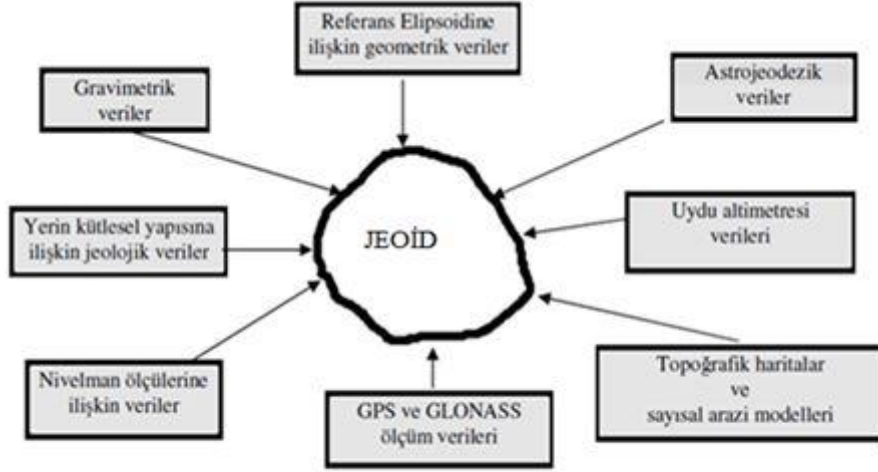 Referans Elipsoidine
ilişkin geometrik veriler
Gravimetrik
veriler
Astrojeodezik
veriler
Yerin kütlesel yapısına
ilişkin jeolojik veriler
JEOİD
Uydu altimetresi
verileri
Nivelman ölçülerine
ilişkin veriler
GPS ve GLONASS
ölçüm verileri
Topoğrafik haritalar
ve
sayısal arazi modelleri